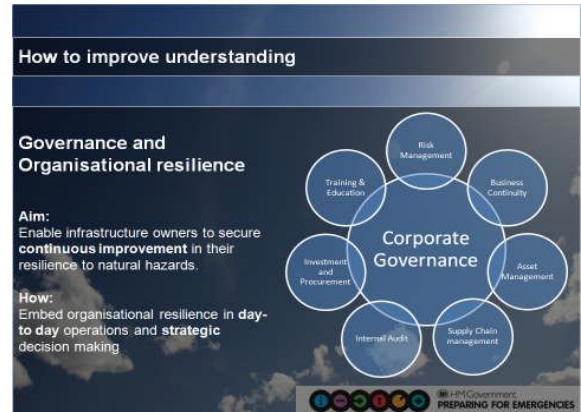 How to improve understanding
Governance and
Organisational resilience
Aim:
Enable infrastructure owners to secure
continuous improvement in their
resilience to natural hazards.
How:
Embed organisational resilience in day-
to day operations and strategic
decision making
Corporate
Governance
Risk
Management
Business
Continuity
Asset
Management
Supply Chain
management
Internal Audit
Investment
and
Procurement
Training &
Education
HM Government
PREPARING FOR EMERGENCIES